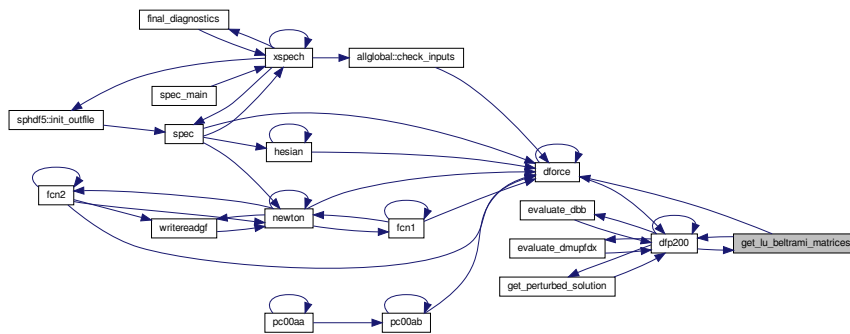 final_diagnostics
xspech
allglobal::check_inputs
spec_main
sphdf5::init_outfile
spec
hesian
dforce
fcn2
evaluate_dbb
newton
fcn1
writereadgf
dfp200
get_lu_beltrami_matrices
evaluate_dmupfdx
get_perturbed_solution
pc00aa
pc00ab